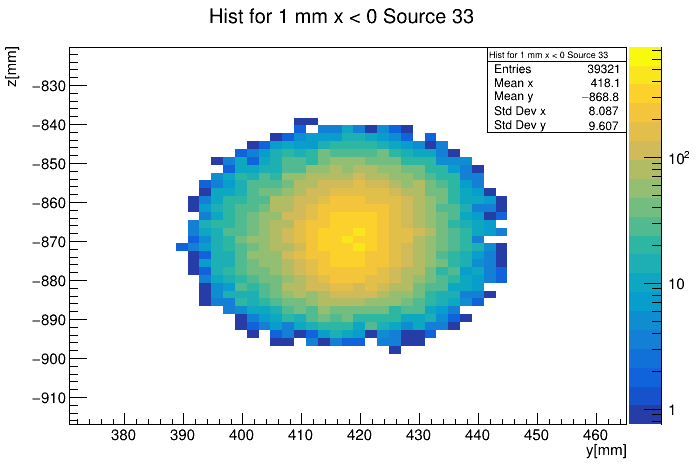 Hist for 1 mm x < 0 Source 33
z[mm]
Hist for 1 mm x < 0 Source 33
Entries 39321
Mean x 418.1
Mean y −868.8
Std Dev x 8.087
Std Dev y 9.607
−830
−840
−850
−860
−870
−880
−890
−900
−910
10²
10
1
380 390 400 410 420 430 440 450 460
y[mm]